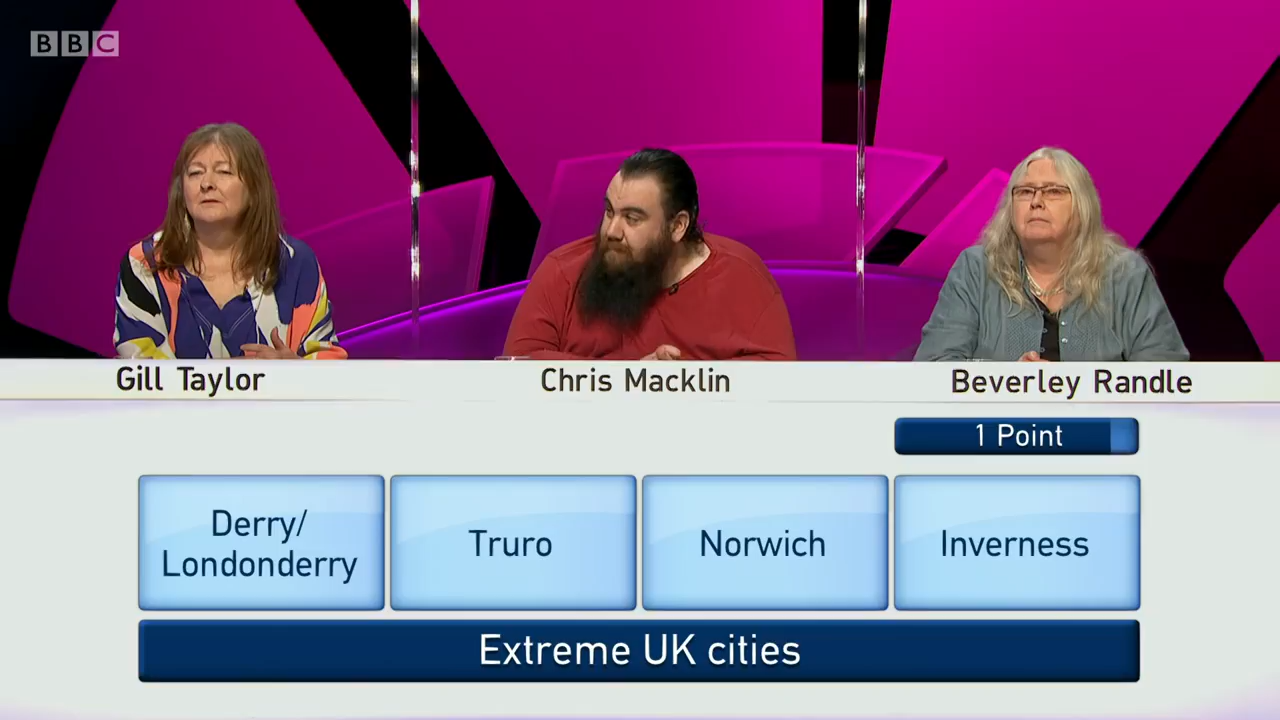 BBC
Gill Taylor
Chris Macklin
Beverley Randle
1 Point
Derry/
Londonderry
Truro
Norwich
Inverness
Extreme UK cities